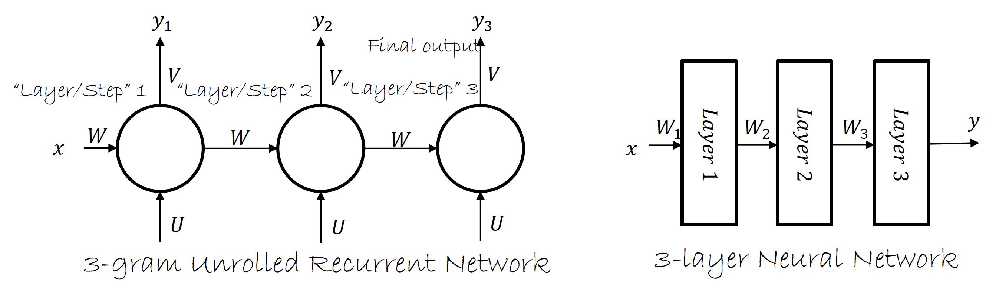 y₁
y₂
y₃
Final output
V
V
V
"Layer/Step" 1
"Layer/Step" 2
"Layer/Step" 3
x
W
W
W
U
U
U
3-gram Unrolled Recurrent Network
W₁
W₂
W₃
x
y
Layer 1
Layer 2
Layer 3
3-layer Neural Network